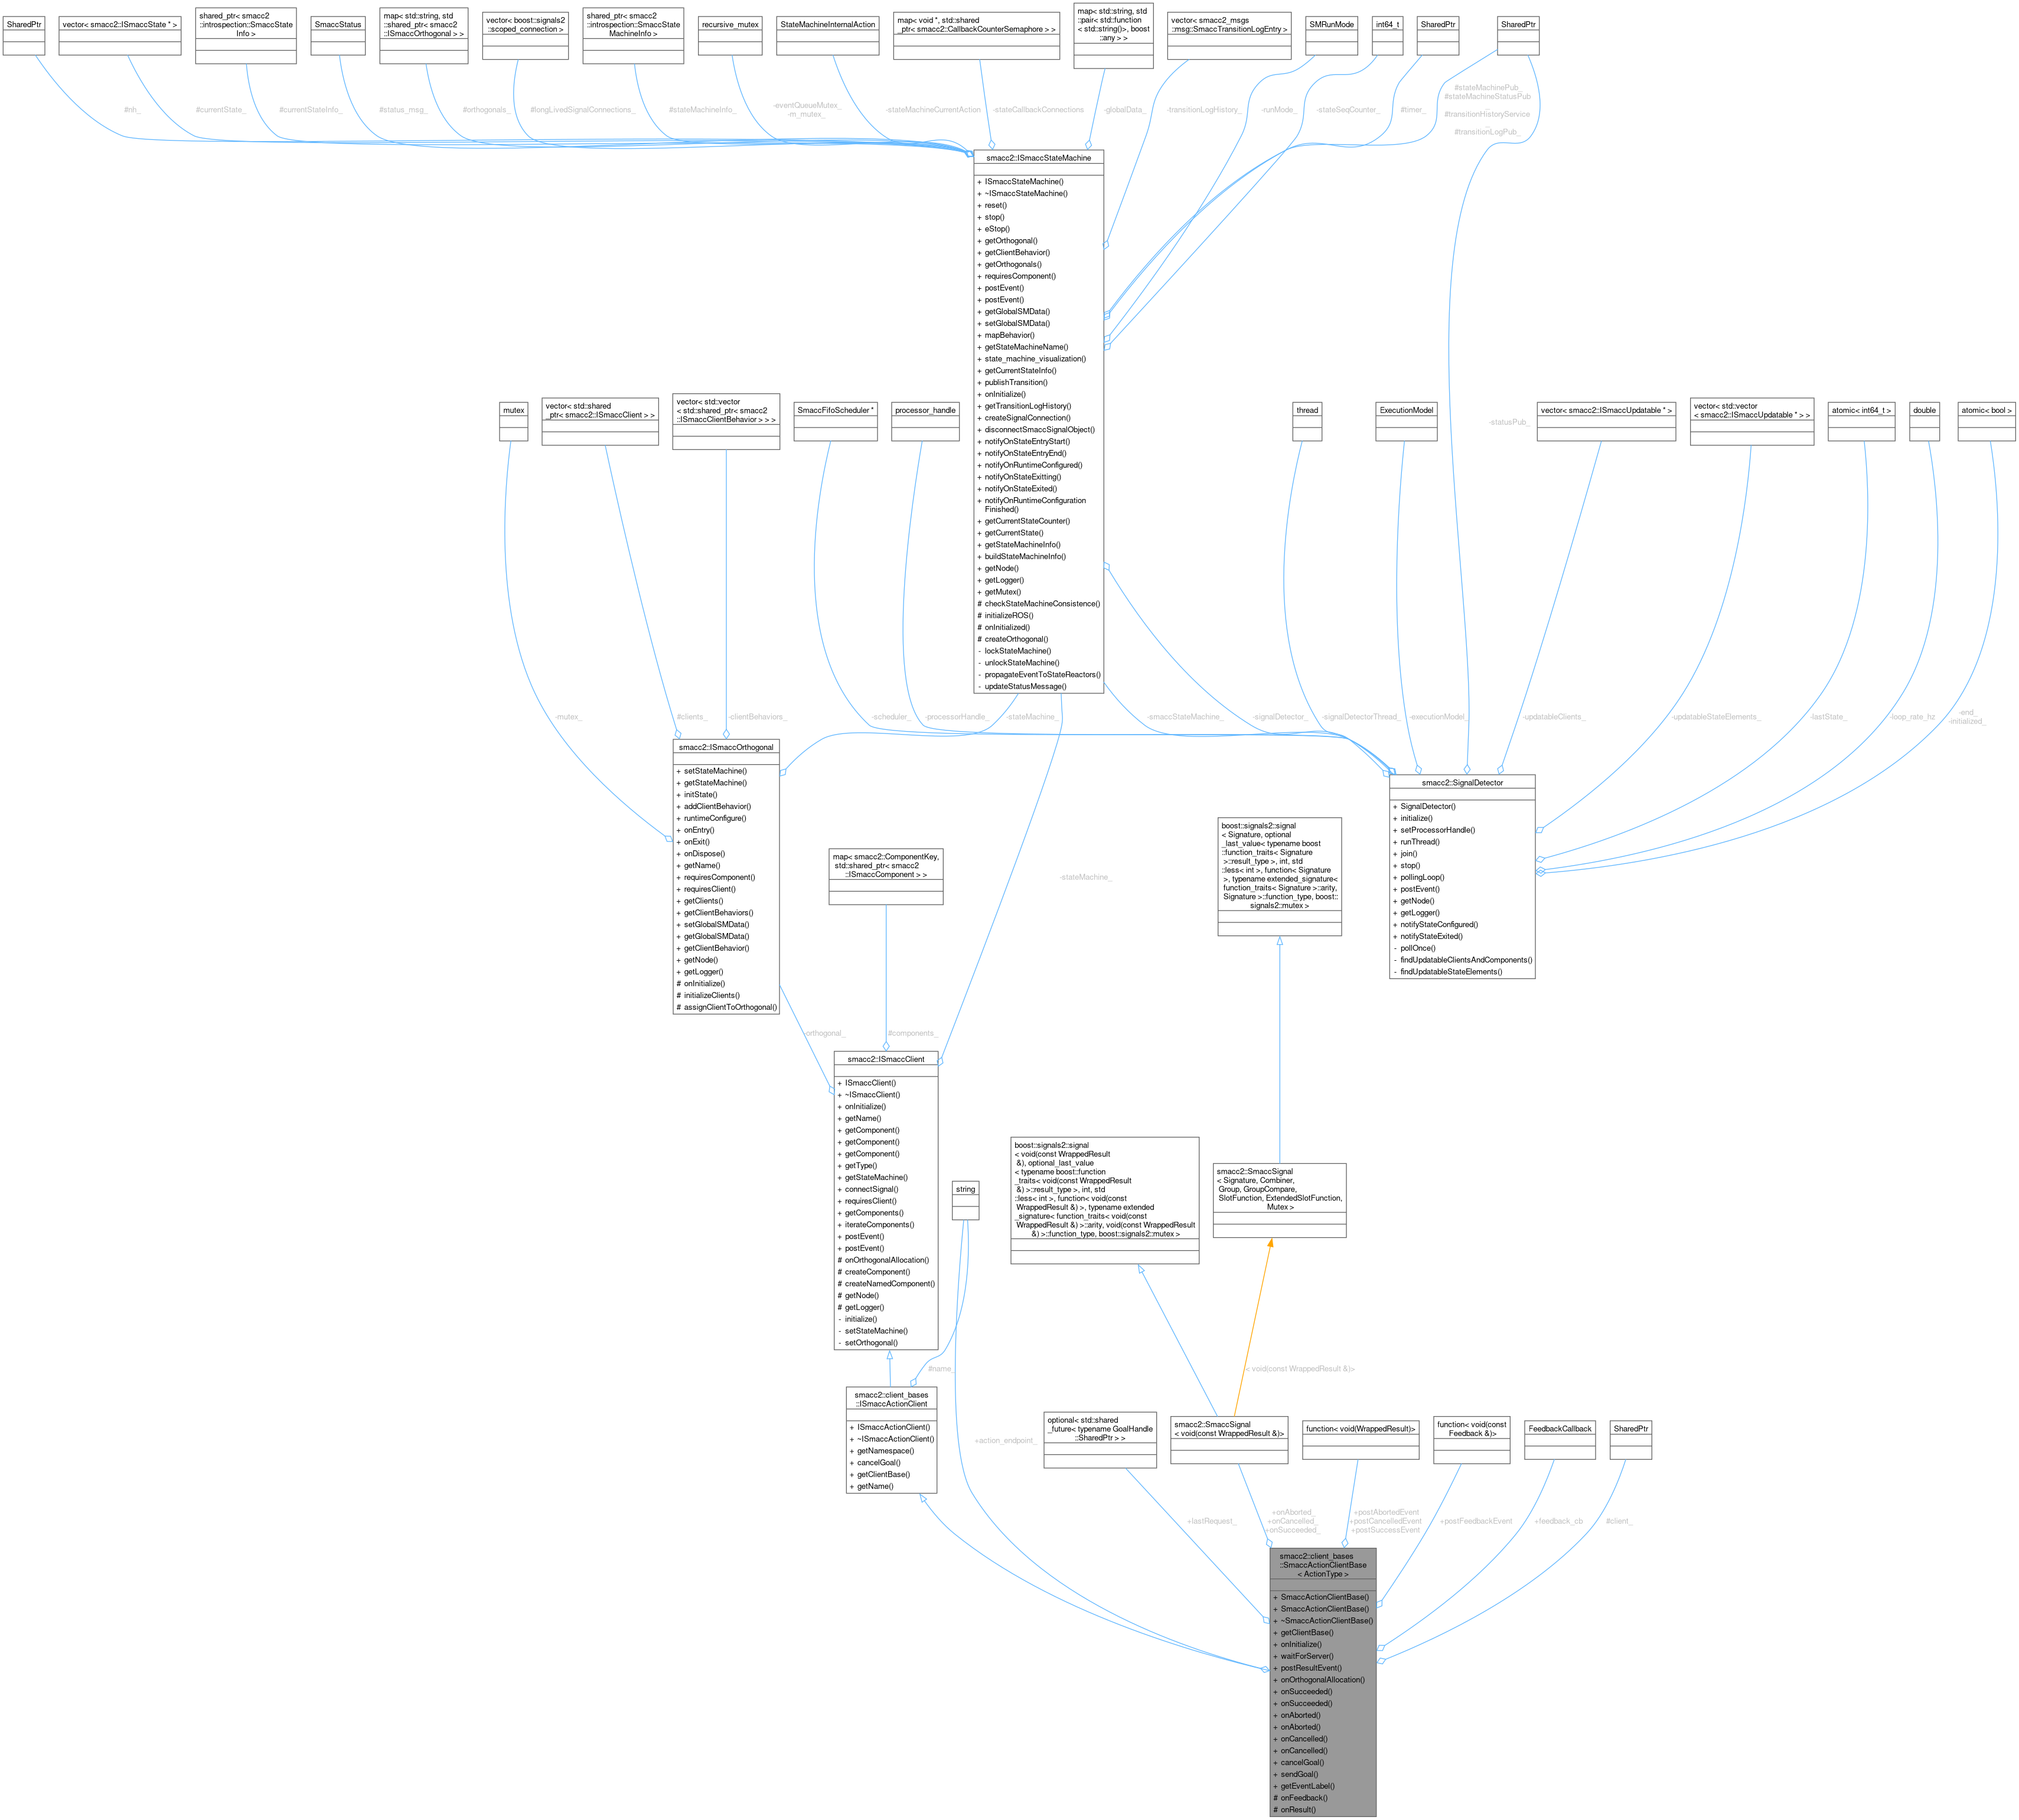 SharedPtr
vector< smacc2::ISmaccState * >
shared_ptr< smacc2
::introspection::SmaccState
Info >
SmaccStatus
map< std::string, std
::shared_ptr< smacc2
::ISmaccOrthogonal > >
vector< boost::signals2
::scoped_connection >
shared_ptr< smacc2
::introspection::SmaccState
MachineInfo >
recursive_mutex
StateMachineInternalAction
map< void *, std::shared
_ptr< smacc2::CallbackCounterSemaphore > >
map< std::string, std
::pair< std::function
< std::string()>, boost
::any > >
vector< smacc2_msgs
::msg::SmaccTransitionLogEntry >
SMRunMode
int64_t
SharedPtr
SharedPtr
#nh_
#currentState_
#currentStateInfo_
#status_msg_
#orthogonals_
#longLivedSignalConnections_
#stateMachineInfo_
-eventQueueMutex_
-m_mutex_
-stateMachineCurrentAction
-stateCallbackConnections
-globalData_
-transitionLogHistory_
-runMode_
-stateSeqCounter_
#timer_
#stateMachinePub_
#stateMachineStatusPub
_
#transitionHistoryService
_
#transitionLogPub_
smacc2::ISmaccStateMachine
+ ISmaccStateMachine()
+ ~ISmaccStateMachine()
+ reset()
+ stop()
+ eStop()
+ getOrthogonal()
+ getClientBehavior()
+ getOrthogonals()
+ requiresComponent()
+ postEvent()
+ postEvent()
+ getGlobalSMData()
+ setGlobalSMData()
+ mapBehavior()
+ getStateMachineName()
+ state_machine_visualization()
+ getCurrentStateInfo()
+ publishTransition()
+ onInitialize()
+ getTransitionLogHistory()
+ createSignalConnection()
+ disconnectSmaccSignalObject()
+ notifyOnStateEntryStart()
+ notifyOnStateEntryEnd()
+ notifyOnRuntimeConfigured()
+ notifyOnStateExitting()
+ notifyOnStateExited()
+ notifyOnRuntimeConfiguration
Finished()
+ getCurrentStateCounter()
+ getCurrentState()
+ getStateMachineInfo()
+ buildStateMachineInfo()
+ getNode()
+ getLogger()
+ getMutex()
# checkStateMachineConsistence()
# initializeROS()
# onInitialized()
# createOrthogonal()
- lockStateMachine()
- unlockStateMachine()
- propagateEventToStateReactors()
- updateStatusMessage()
mutex
vector< std::shared
_ptr< smacc2::ISmaccClient > >
vector< std::vector
< std::shared_ptr< smacc2
::ISmaccClientBehavior > > >
SmaccFifoScheduler *
processor_handle
thread
ExecutionModel
-statusPub_
vector< smacc2::ISmaccUpdatable * >
vector< std::vector
< smacc2::ISmaccUpdatable * > >
atomic< int64_t >
double
atomic< bool >
-mutex_
#clients_
-clientBehaviors_
-scheduler_
-processorHandle_
-stateMachine_
-smaccStateMachine_
-signalDetector_
-signalDetectorThread_
-executionModel_
-updatableClients_
-updatableStateElements_
-lastState_
-loop_rate_hz
-end_
-initialized_
smacc2::ISmaccOrthogonal
+ setStateMachine()
+ getStateMachine()
+ initState()
+ addClientBehavior()
+ runtimeConfigure()
+ onEntry()
+ onExit()
+ onDispose()
+ getName()
+ requiresComponent()
+ requiresClient()
+ getClients()
+ getClientBehaviors()
+ setGlobalSMData()
+ getGlobalSMData()
+ getClientBehavior()
+ getNode()
+ getLogger()
# onInitialize()
# initializeClients()
# assignClientToOrthogonal()
smacc2::SignalDetector
+ SignalDetector()
+ initialize()
+ setProcessorHandle()
+ runThread()
+ join()
+ stop()
+ pollingLoop()
+ postEvent()
+ getNode()
+ getLogger()
+ notifyStateConfigured()
+ notifyStateExited()
- pollOnce()
- findUpdatableClientsAndComponents()
- findUpdatableStateElements()
map< smacc2::ComponentKey,
std::shared_ptr< smacc2
::ISmaccComponent > >
-stateMachine_
boost::signals2::signal
< Signature, optional
_last_value< typename boost
::function_traits< Signature
>::result_type >, int, std
::less< int >, function< Signature
>, typename extended_signature<
function_traits< Signature >::arity,
Signature >::function_type, boost::
signals2::mutex >
-orthogonal_
#components_
smacc2::ISmaccClient
+ ISmaccClient()
+ ~ISmaccClient()
+ onInitialize()
+ getName()
+ getComponent()
+ getComponent()
+ getComponent()
+ getType()
+ getStateMachine()
+ connectSignal()
+ requiresClient()
+ getComponents()
+ iterateComponents()
+ postEvent()
+ postEvent()
# onOrthogonalAllocation()
# createComponent()
# createNamedComponent()
# getNode()
# getLogger()
- initialize()
- setStateMachine()
- setOrthogonal()
string
boost::signals2::signal
< void(const WrappedResult
&), optional_last_value
< typename boost::function
_traits< void(const WrappedResult
&) >::result_type >, int, std
::less< int >, function< void(const
WrappedResult &) >, typename extended
_signature< function_traits< void(const
WrappedResult &) >::arity, void(const WrappedResult
&) >::function_type, boost::signals2::mutex >
smacc2::SmaccSignal
< Signature, Combiner,
Group, GroupCompare,
SlotFunction, ExtendedSlotFunction,
Mutex >
#name_
< void(const WrappedResult &)>
smacc2::client_bases
::ISmaccActionClient
+ ISmaccActionClient()
+ ~ISmaccActionClient()
+ getNamespace()
+ cancelGoal()
+ getClientBase()
+ getName()
+action_endpoint_
optional< std::shared
_future< typename GoalHandle
::SharedPtr > >
smacc2::SmaccSignal
< void(const WrappedResult &)>
function< void(WrappedResult)>
function< void(const
Feedback &)>
FeedbackCallback
SharedPtr
+lastRequest_
+onAborted_
+onCancelled_
+onSucceeded_
+postAbortedEvent
+postCancelledEvent
+postSuccessEvent
+postFeedbackEvent
+feedback_cb
#client_
smacc2::client_bases
::SmaccActionClientBase
< ActionType >
+ SmaccActionClientBase()
+ SmaccActionClientBase()
+ ~SmaccActionClientBase()
+ getClientBase()
+ onInitialize()
+ waitForServer()
+ postResultEvent()
+ onOrthogonalAllocation()
+ onSucceeded()
+ onSucceeded()
+ onAborted()
+ onAborted()
+ onCancelled()
+ onCancelled()
+ cancelGoal()
+ sendGoal()
+ getEventLabel()
# onFeedback()
# onResult()